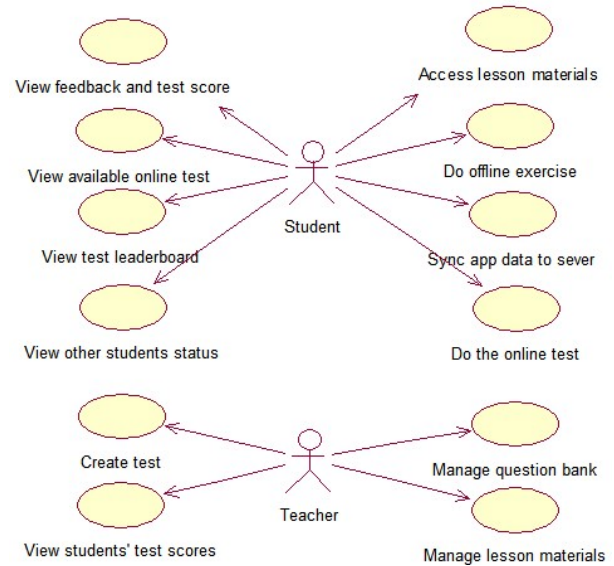 View feedback and test score
Access lesson materials
View available online test
Do offline exercise
Student
View test leaderboard
Sync app data to sever
View other students status
Do the online test
Create test
Manage question bank
Teacher
View students' test scores
Manage lesson materials